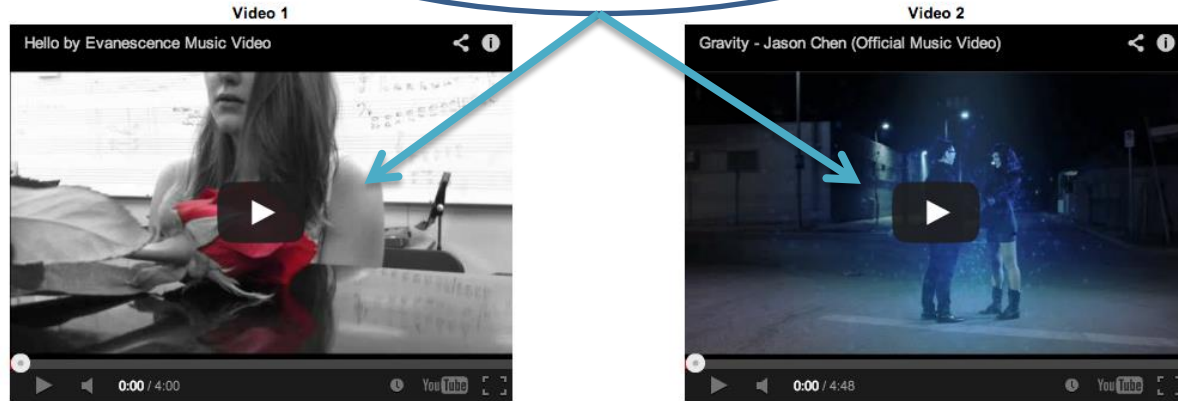 Video 1
Video 2
Hello by Evanescence Music Video
Gravity - Jason Chen (Official Music Video)
0:00 / 4:00
YouTube
0:00 / 4:48
YouTube